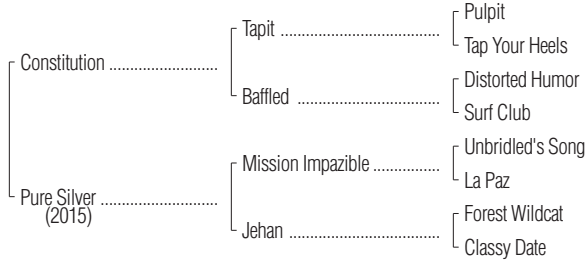 Pulpit
Tapit
Tap Your Heels
Constitution
Distorted Humor
Baffled
Surf Club
Unbridled's Song
Mission Impazible
La Paz
Pure Silver
(2015)
Forest Wildcat
Jehan
Classy Date